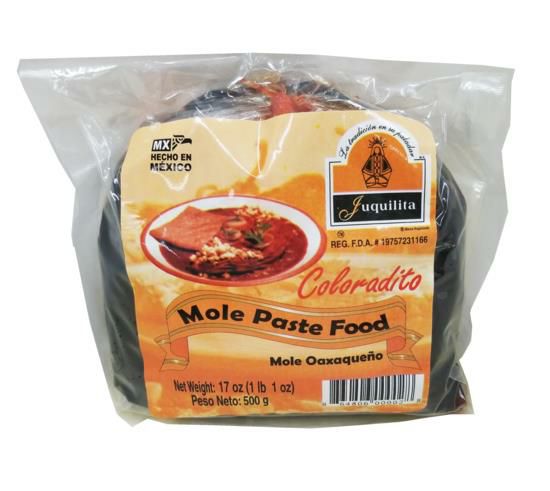 La tradición en su paladar
MX
HECHO EN
MÉXICO
Juquilita
REG. F.D.A. # 19757231166
Coloradito
Mole Paste Food
Mole Oaxaqueño
Net Weight: 17 oz (1 lb 1 oz)
Peso Neto: 500 g